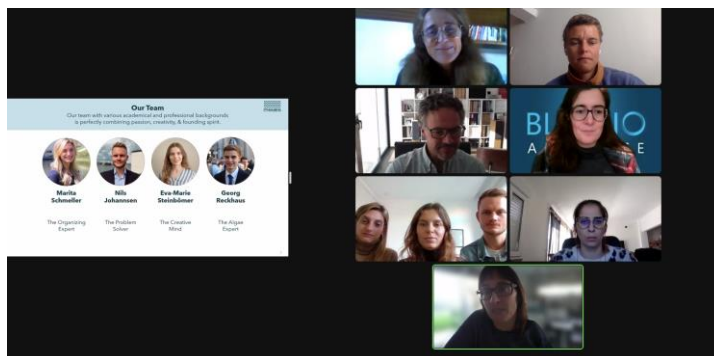 Our Team
Our team with various academical and professional backgrounds
is perfectly combining passion, creativity, & founding spirit.
Marita
Schmeller
Nils
Johannsen
Eva-Marie
Steinbömer
Georg
Reckhaus
The Organizing
Expert
The Problem
Solver
The Creative
Mind
The Algae
Expert